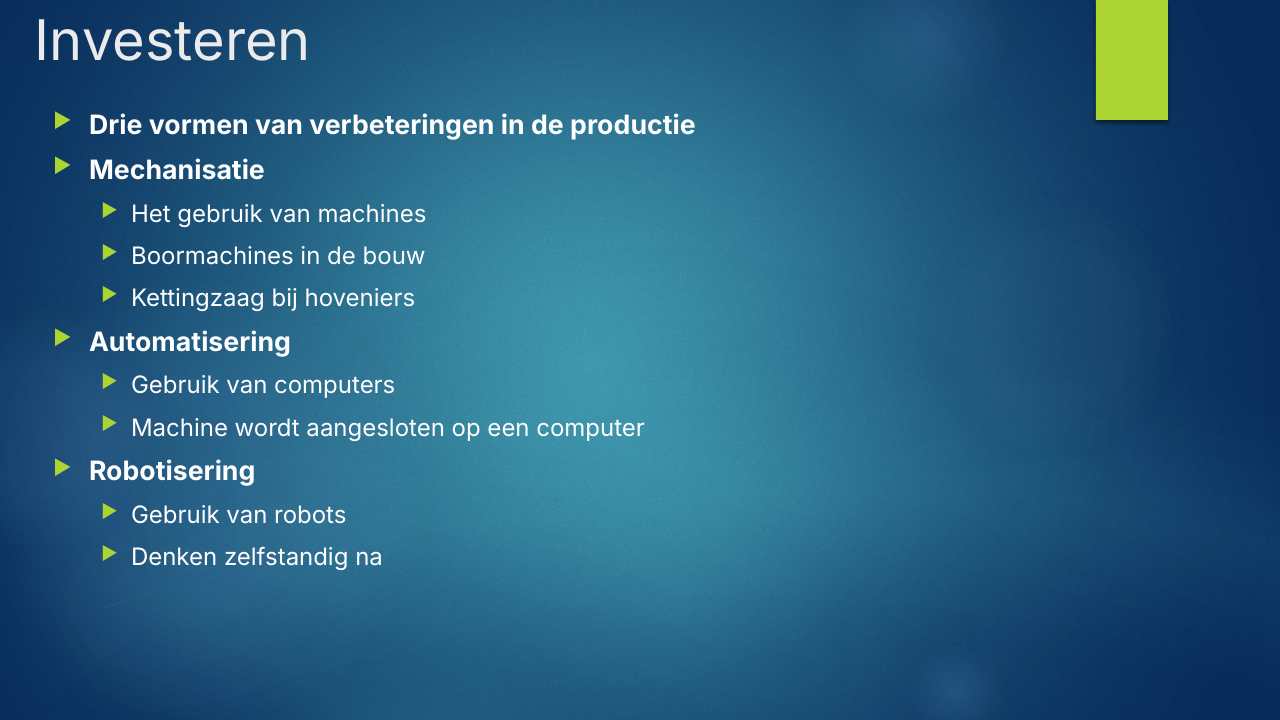 Investeren
Drie vormen van verbeteringen in de productie
Mechanisatie
Het gebruik van machines
Boormachines in de bouw
Kettingzaag bij hoveniers
Automatisering
Gebruik van computers
Machine wordt aangesloten op een computer
Robotisering
Gebruik van robots
Denken zelfstandig na